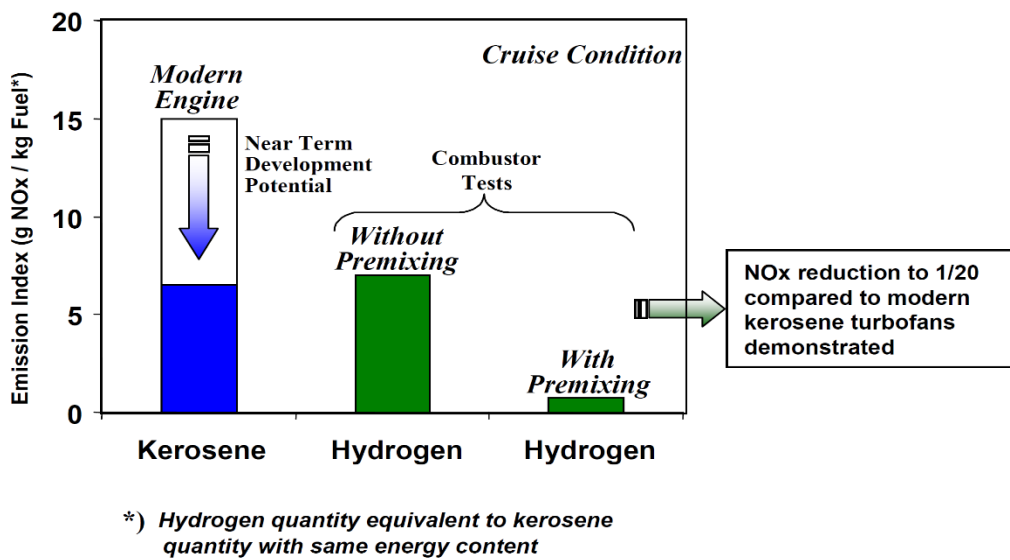 Emission Index (g NOx / kg Fuel*)
20
15
10
5
0
Cruise Condition
Modern
Engine
Near Term
Development
Potential
Combustor
Tests
Without
Premixing
With
Premixing
NOx reduction to 1/20
compared to modern
kerosene turbofans
demonstrated
Kerosene
Hydrogen
Hydrogen
*) Hydrogen quantity equivalent to kerosene
quantity with same energy content